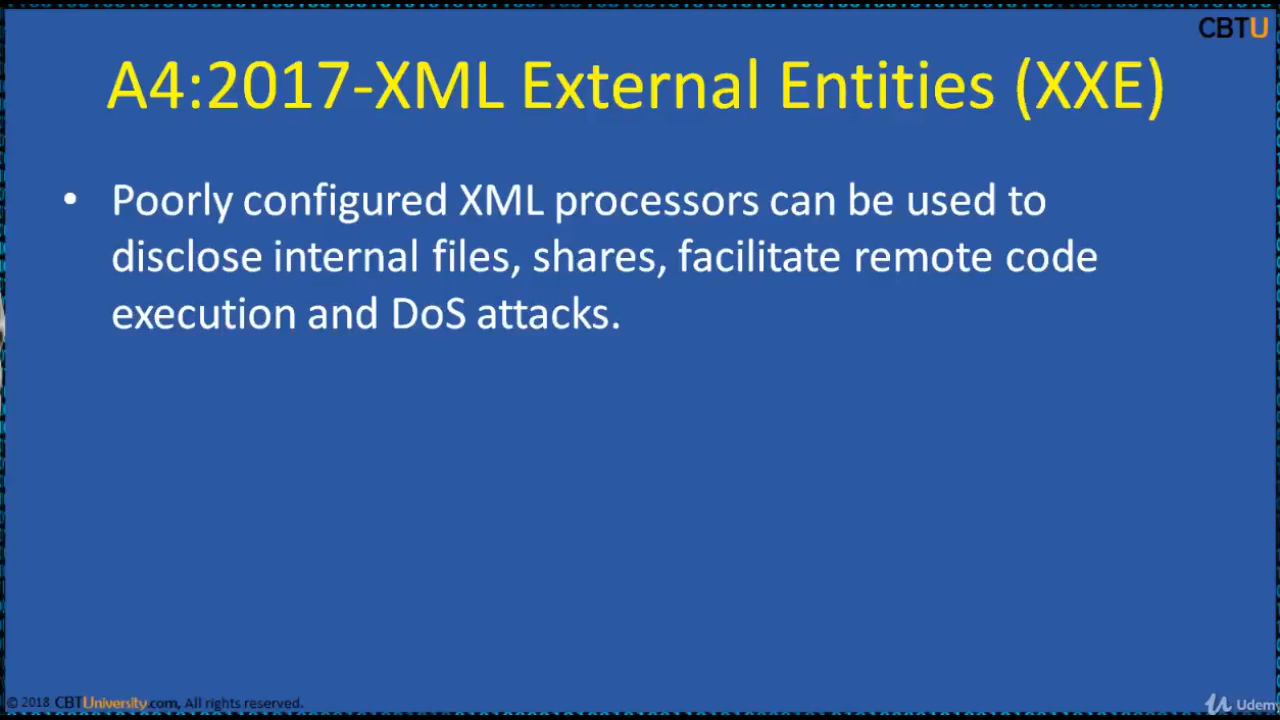 CBTU
A4:2017-XML External Entities (XXE)
• Poorly configured XML processors can be used to
disclose internal files, shares, facilitate remote code
execution and DoS attacks.
© 2018 CBTUniversity.com, All rights reserved.
Udemy